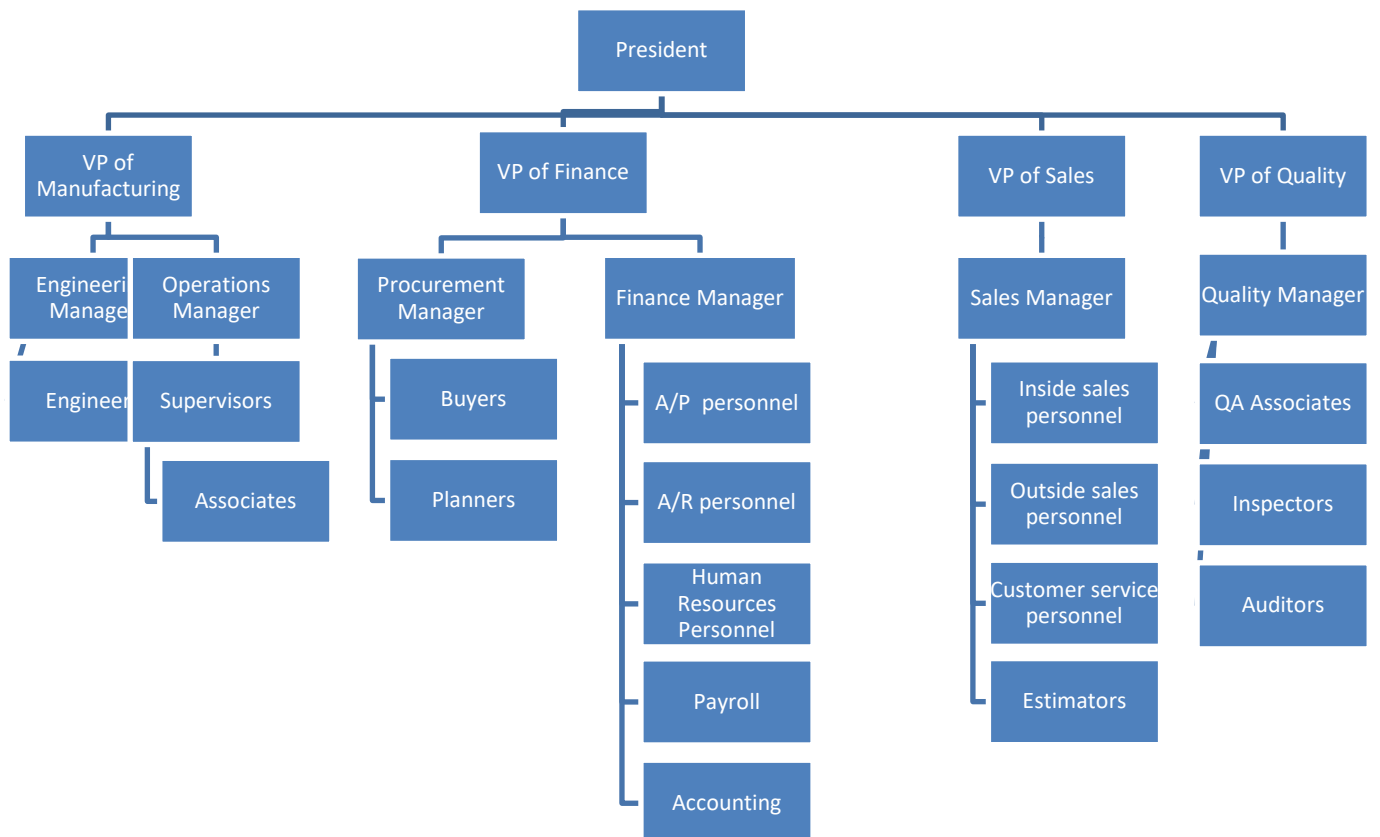 President
VP of
Manufacturing
VP of Finance
VP of Sales
VP of Quality
Operations
Manager
Procurement
Manager
Finance Manager
Sales Manager
Quality Manager
Supervisors
Associates
Buyers
Planners
A/P personnel
A/R personnel
Human
Resources
Personnel
Payroll
Accounting
Inside sales
personnel
Outside sales
personnel
Customer service
personnel
Estimators
QA Associates
Inspectors
Auditors